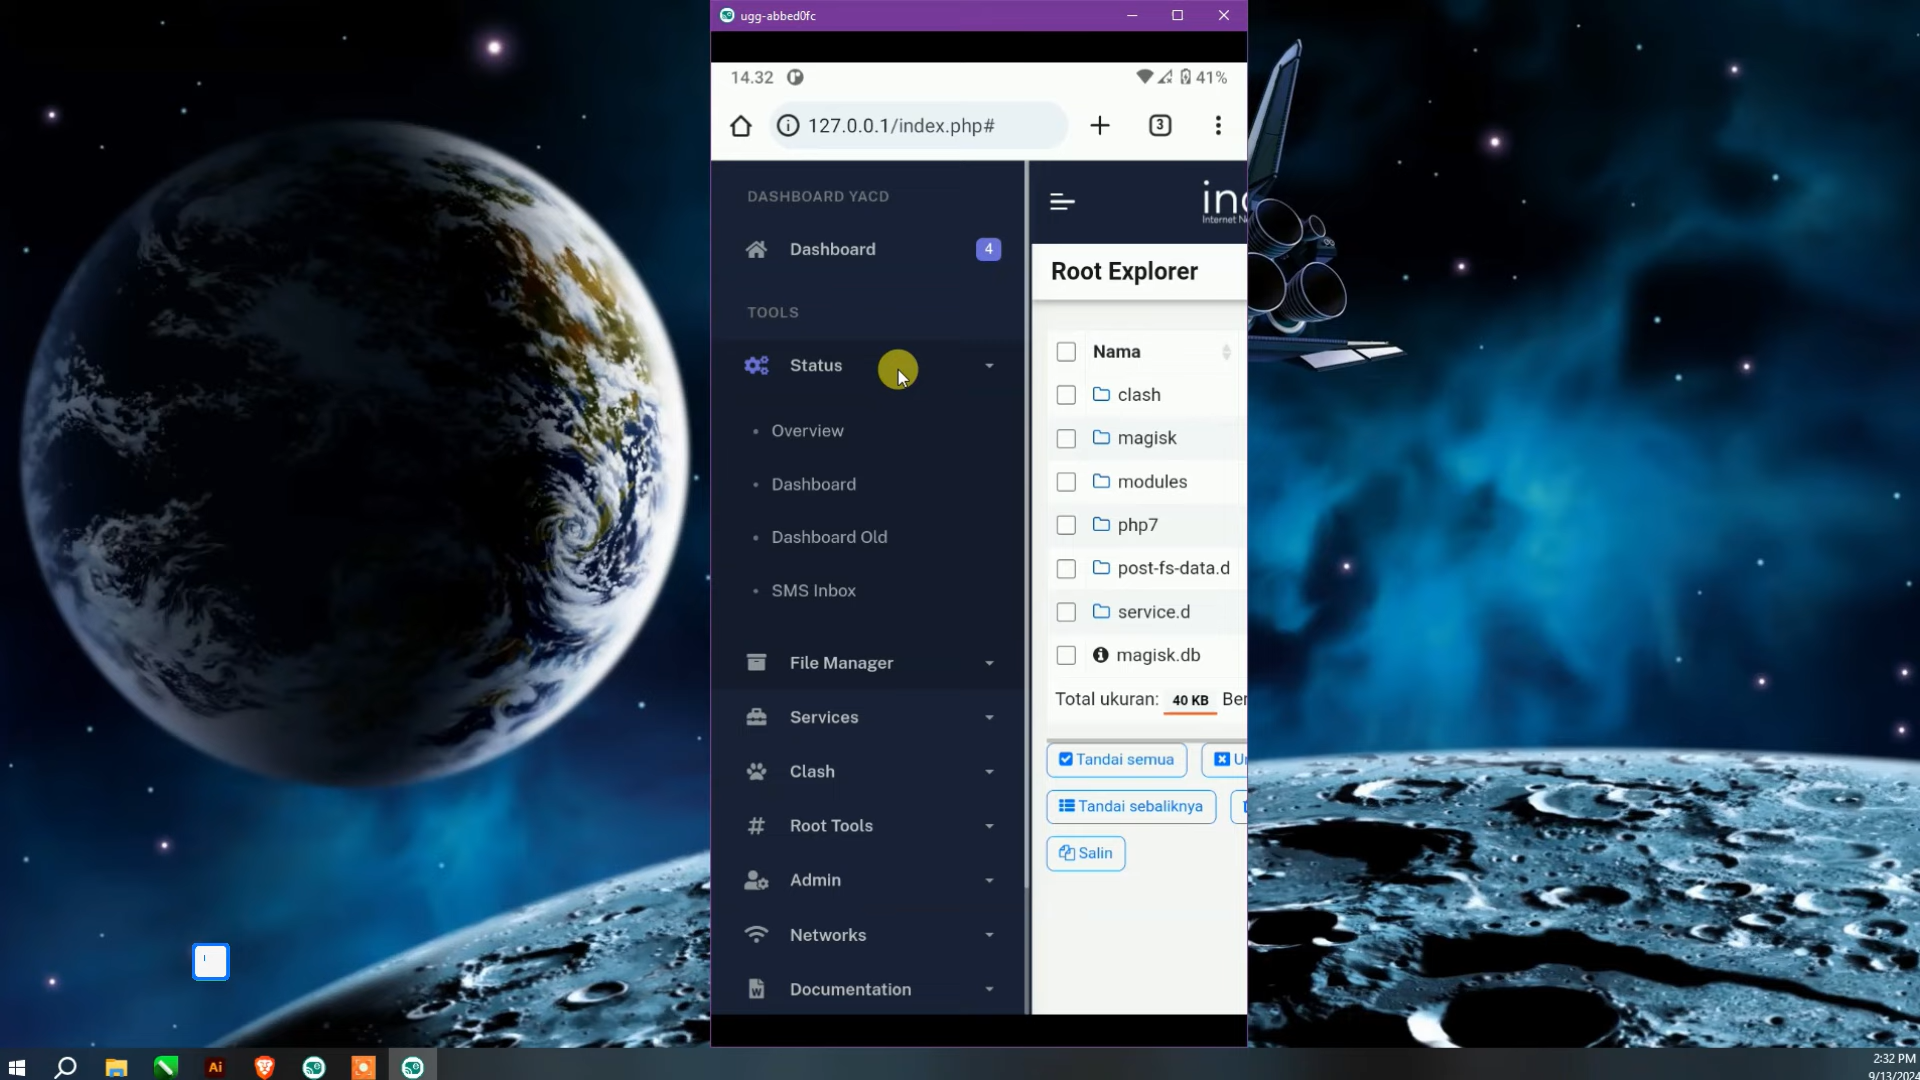 ugg-abbed0fc
14.32
41%
127.0.0.1/index.php#
3
DASHBOARD YACD
Dashboard 4
TOOLS
Status
Overview
Dashboard
Dashboard Old
SMS Inbox
File Manager
Services
Clash
# Root Tools
Admin
Networks
Documentation
Root Explorer
Nama
clash
magisk
modules
php7
post-fs-data.d
service.d
magisk.db
Total ukuran: 40 KB Ber
Tandai semua
Tandai sebaliknya
Salin
Ai
2:32 PM